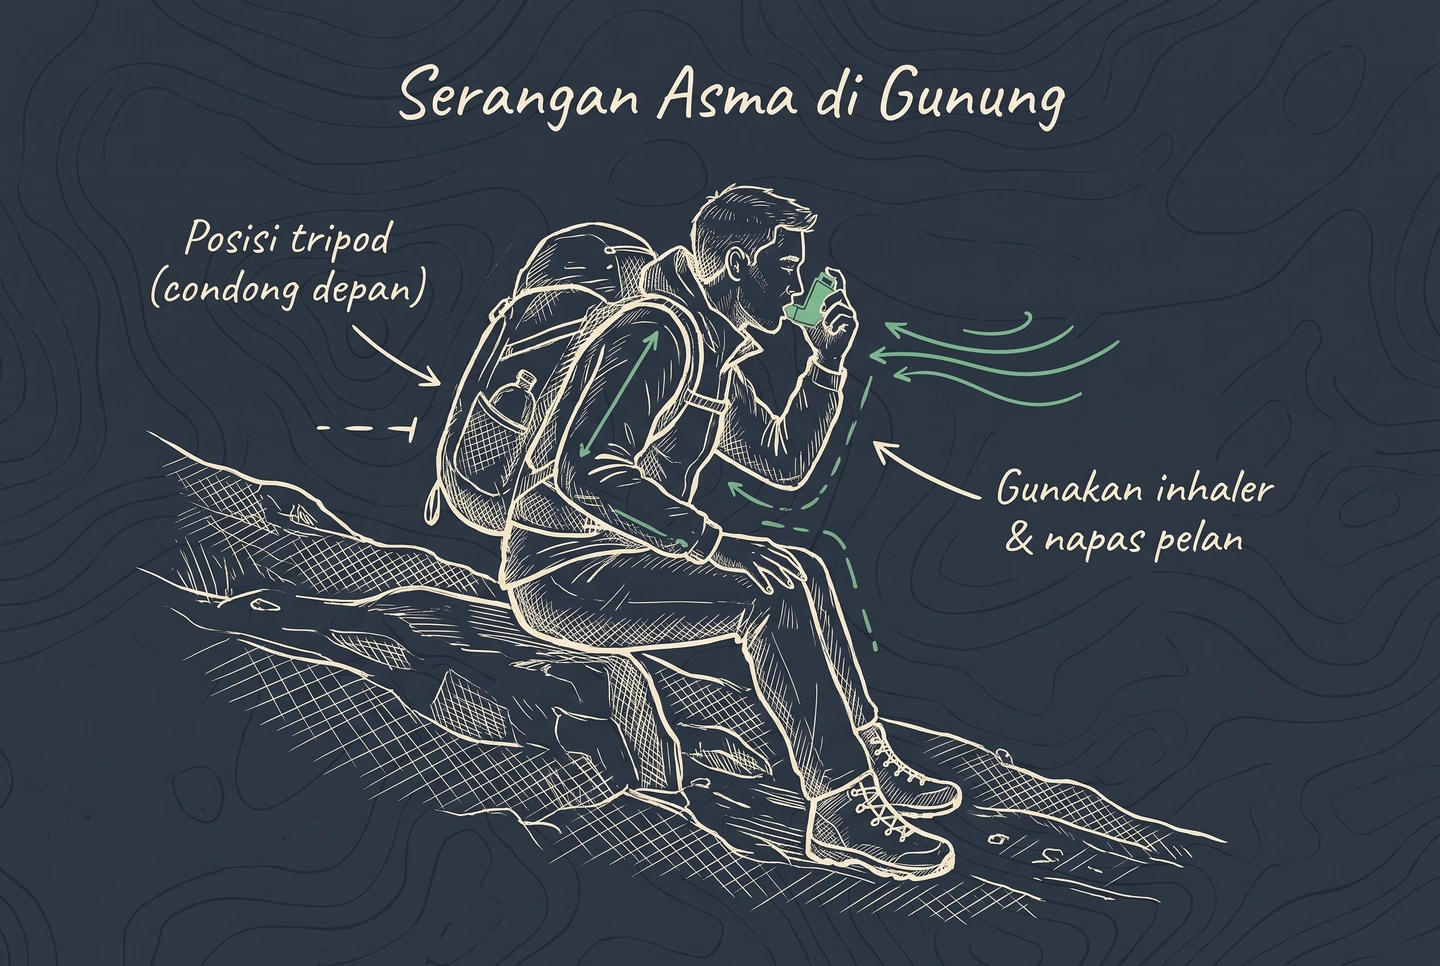 Serangan Asma di Gunung
Posisi tripod
(condong depan)
Gunakan inhaler
& napas pelan